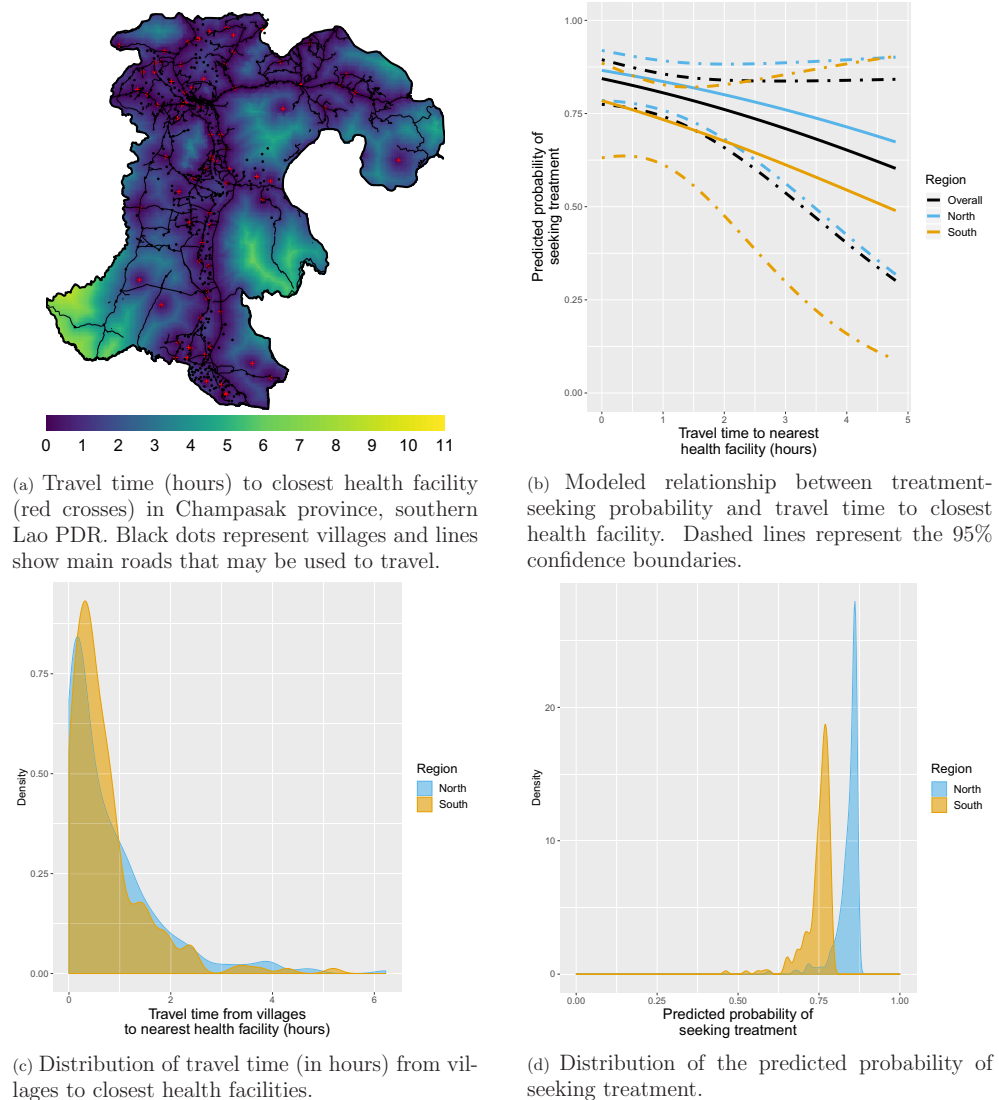 0 1 2 3 4 5 6 7 8 9 10 11
(a) Travel time (hours) to closest health facility
(red crosses) in Champasak province, southern
Lao PDR. Black dots represent villages and lines
show main roads that may be used to travel.
1.00
0.75
0.50
0.25
0.00
Predicted probability of
seeking treatment
0 1 2 3 4 5
Travel time to nearest
health facility (hours)
Region
Overall
North
South
(b) Modeled relationship between treatment-
seeking probability and travel time to closest
health facility. Dashed lines represent the 95%
confidence boundaries.
0.75
0.50
0.25
0.00
Density
0 2 4 6
Travel time from villages
to nearest health facility (hours)
Region
North
South
(c) Distribution of travel time (in hours) from vil-
lages to closest health facilities.
20
10
0
Density
0.00 0.25 0.50 0.75 1.00
Predicted probability of
seeking treatment
Region
North
South
(d) Distribution of the predicted probability of
seeking treatment.